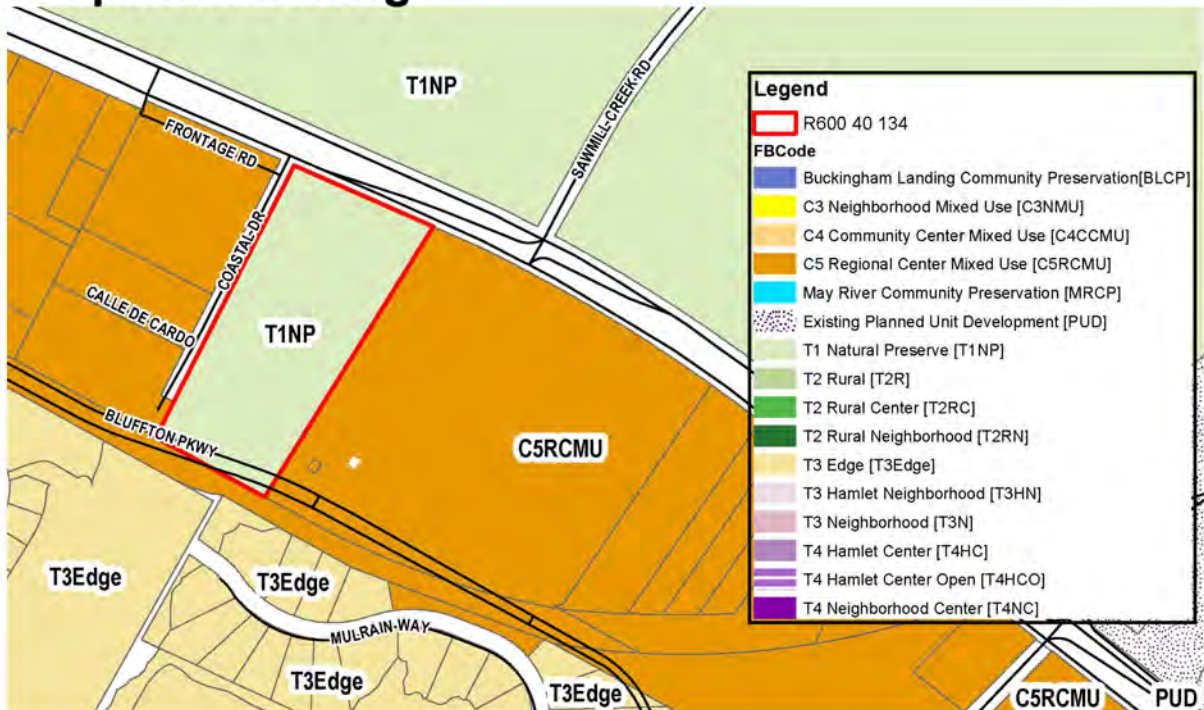 T1NP
SAWMILL-CREEK-RD
FRONTAGE RD
COASTAL-DR
CALLE DE CARDO
T1NP
BLUFFTON PKWY
C5RCMU
T3Edge
T3Edge
MULRAIN-WAY
T3Edge
T3Edge
C5RCMU
PUD
Legend
R600 40 134
FBCode
Buckingham Landing Community Preservation[BLCP]
C3 Neighborhood Mixed Use [C3NMU]
C4 Community Center Mixed Use [C4CCMU]
C5 Regional Center Mixed Use [C5RCMU]
May River Community Preservation [MRCP]
Existing Planned Unit Development [PUD]
T1 Natural Preserve [T1NP]
T2 Rural [T2R]
T2 Rural Center [T2RC]
T2 Rural Neighborhood [T2RN]
T3 Edge [T3Edge]
T3 Hamlet Neighborhood [T3HN]
T3 Neighborhood [T3N]
T4 Hamlet Center [T4HC]
T4 Hamlet Center Open [T4HCO]
T4 Neighborhood Center [T4NC]